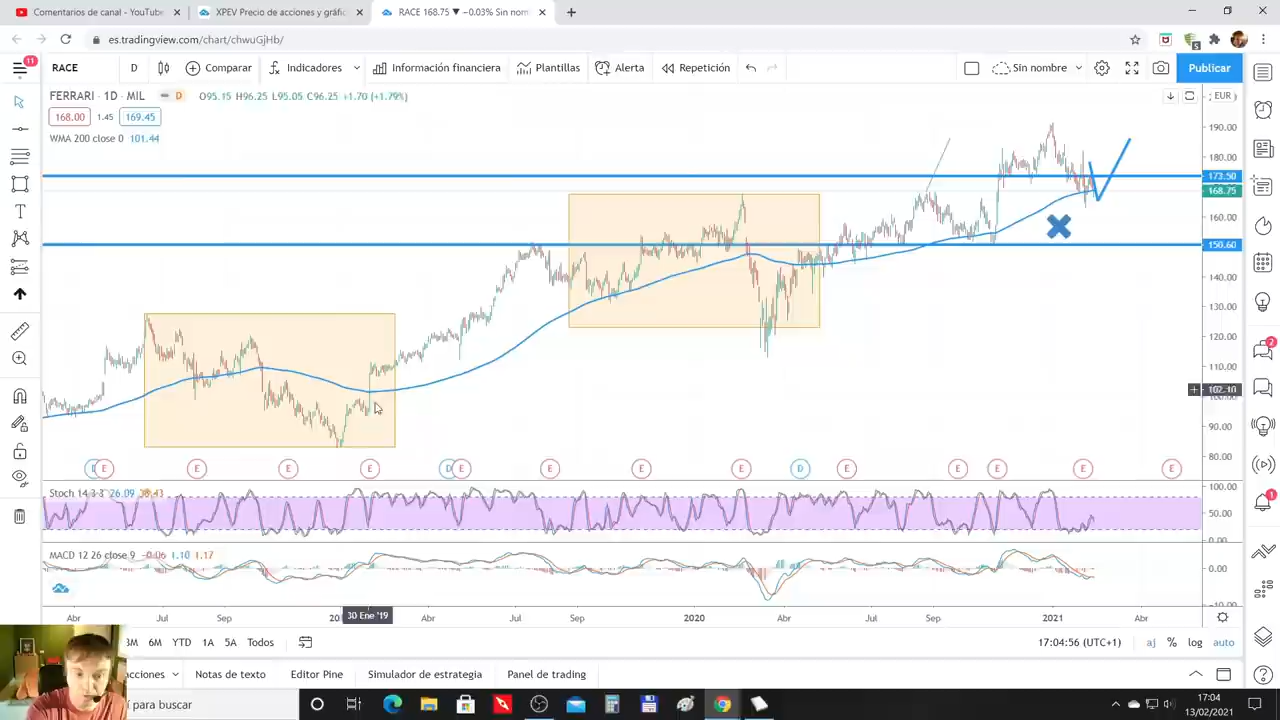 Comentarios de canal - YouTube
XPEV Precio de acciones y gráfic
RACE 168.75 ▼ −0.03% Sin nom
es.tradingview.com/chart/chwuGjHb/
11
RACE
D
Comparar
Indicadores
Información financiera
Plantillas
Alerta
Repetición
Sin nombre
Publicar
FERRARI · 1D · MIL
D
O95.15 H96.25 L95.05 C96.25 +1.70 (+1.79%)
EUR
168.00
1.45
169.45
WMA 200 close 0 101.44
190.00
180.00
173.50
168.75
160.00
150.60
140.00
130.00
120.00
110.00
102.10
100.00
90.00
80.00
D E E E E D E E E E D E E E E E
Stoch 14 3 3 26.09 38.43
100.00
50.00
0.00
MACD 12 26 close 9 −0.06 1.10 1.17
0.00
−10.00
Abr Jul Sep 30 Ene '19 Abr Jul Sep 2020 Abr Jul Sep 2021 Abr
3M 6M YTD 1A 5A Todos
17:04:56 (UTC+1)
aj % log auto
cciones
Notas de texto
Editor Pine
Simulador de estrategia
Panel de trading
í para buscar
17:04
13/02/2021
2
1